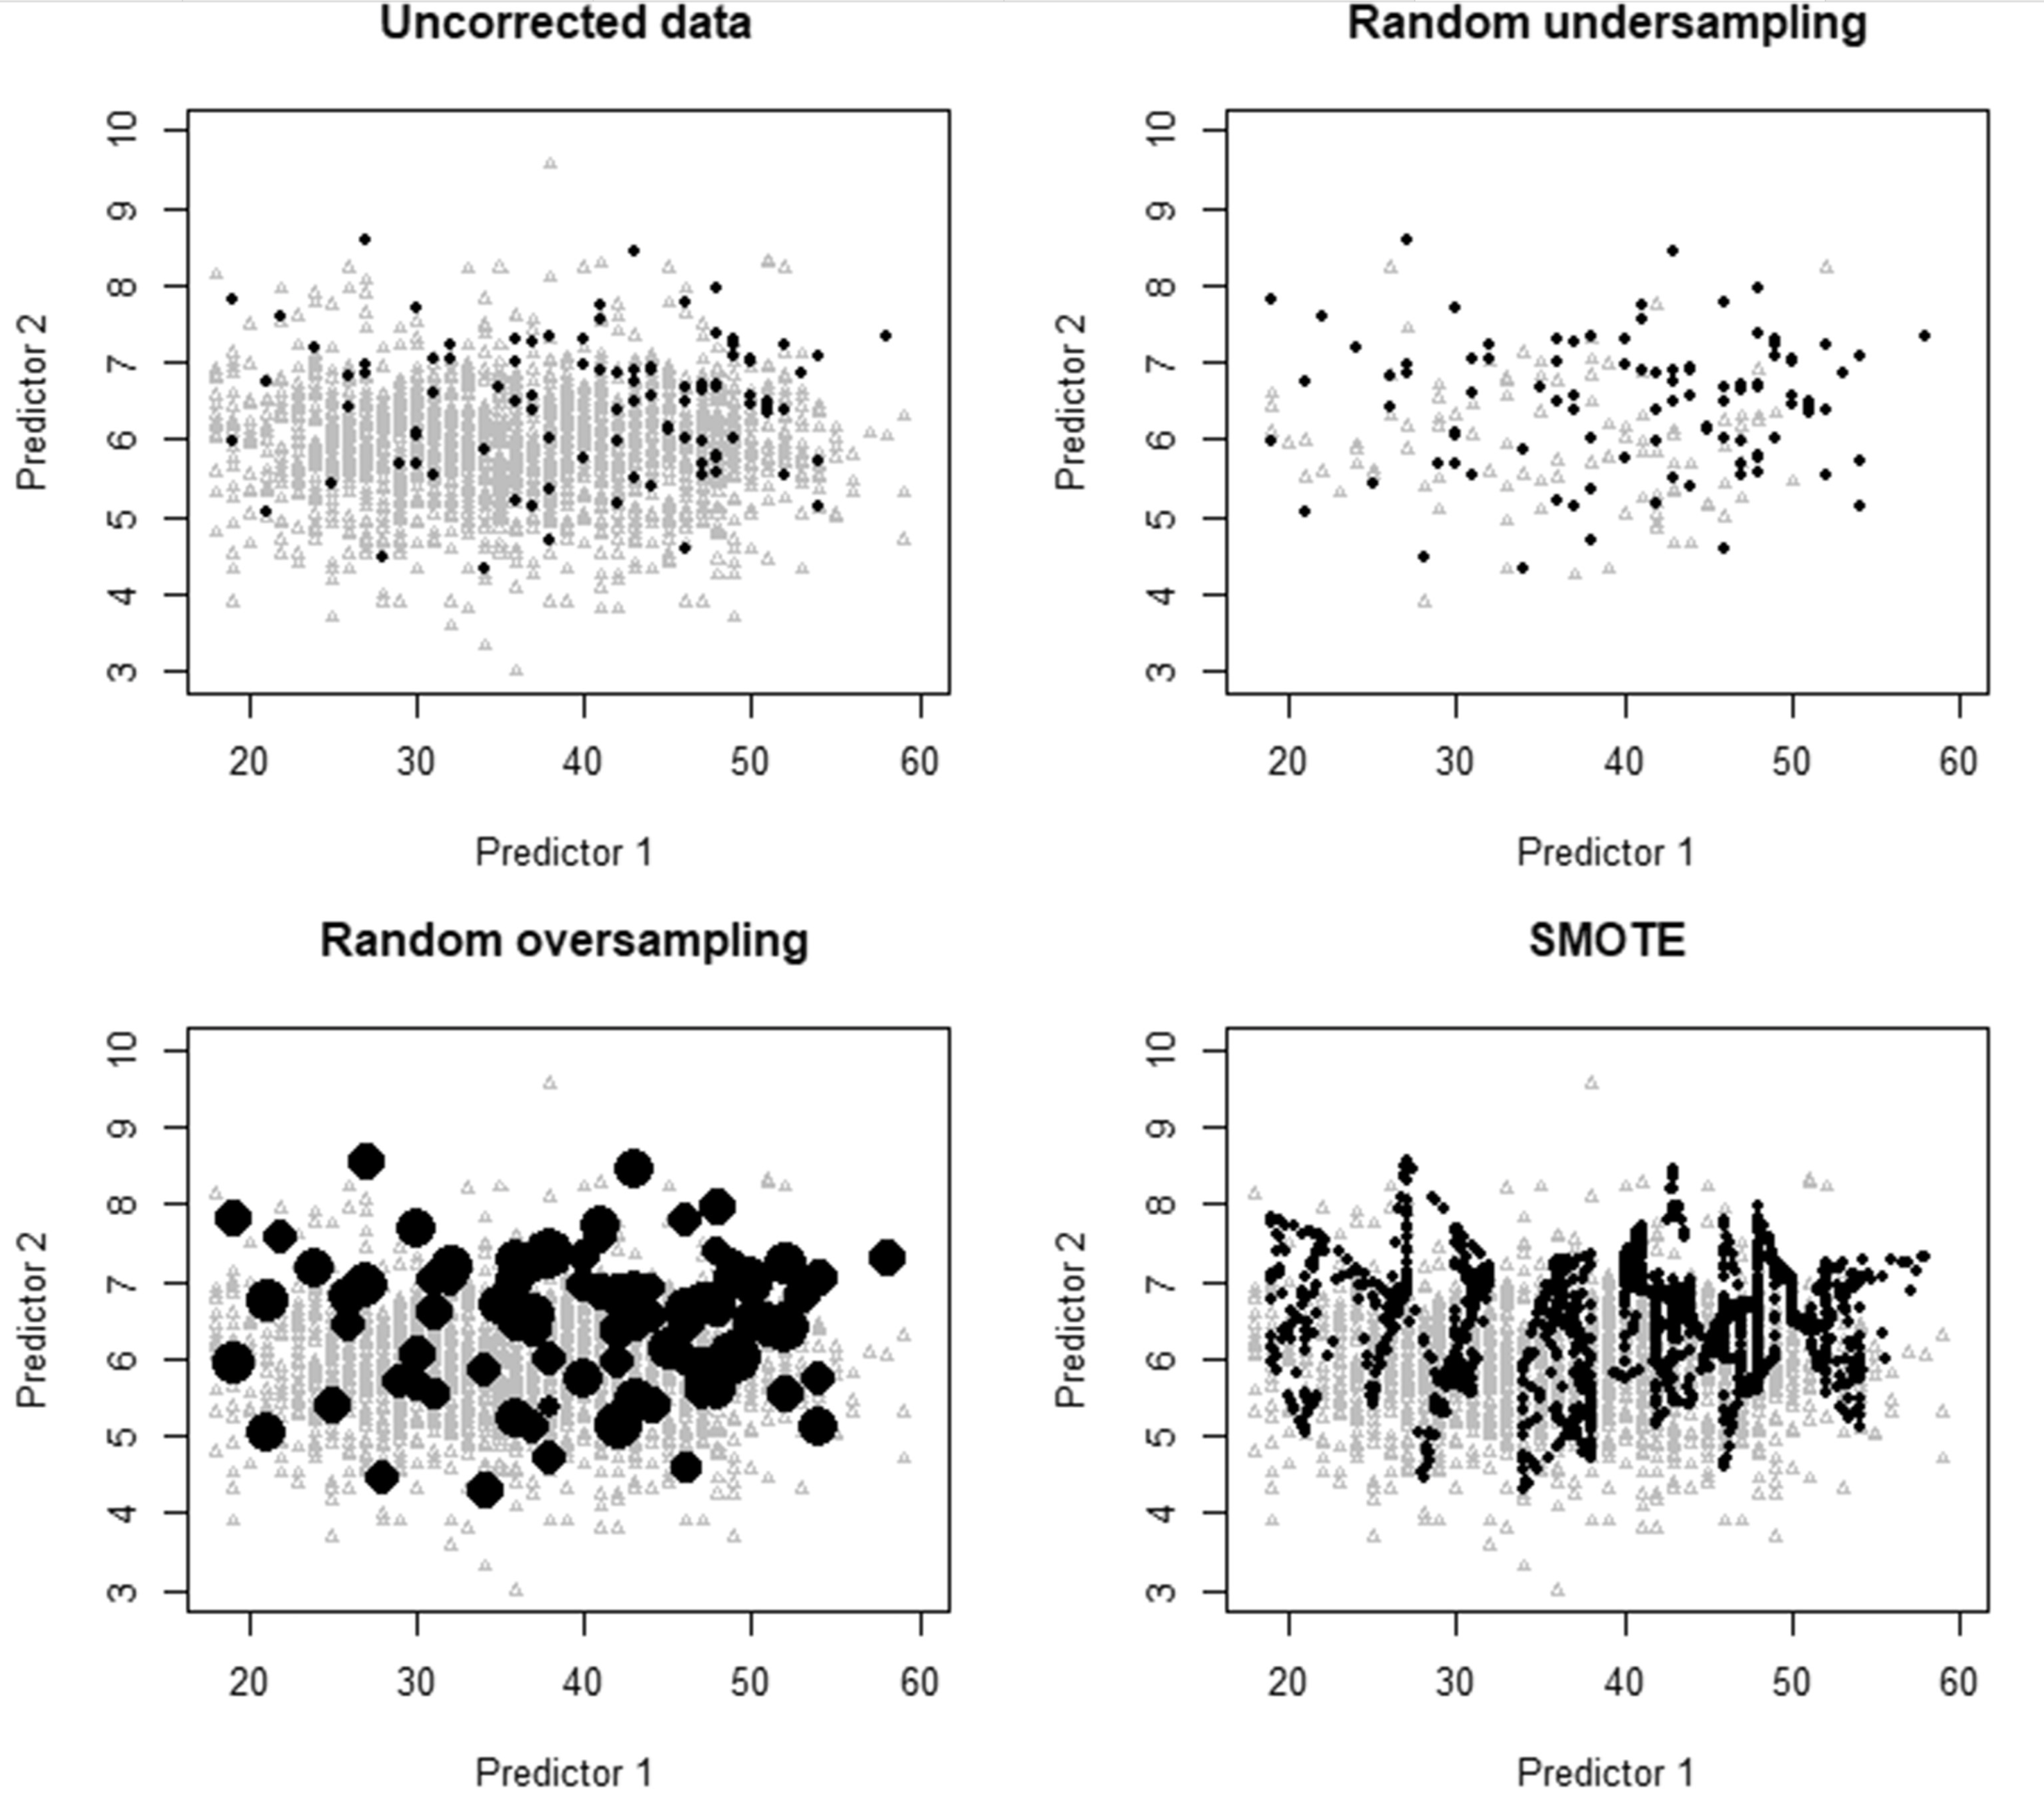 Uncorrected data
Random undersampling
Predictor 2
10
9
8
7
6
5
4
3
20 30 40 50 60
Predictor 1
Predictor 2
10
9
8
7
6
5
4
3
20 30 40 50 60
Predictor 1
Random oversampling
SMOTE
Predictor 2
10
9
8
7
6
5
4
3
20 30 40 50 60
Predictor 1
Predictor 2
10
9
8
7
6
5
4
3
20 30 40 50 60
Predictor 1